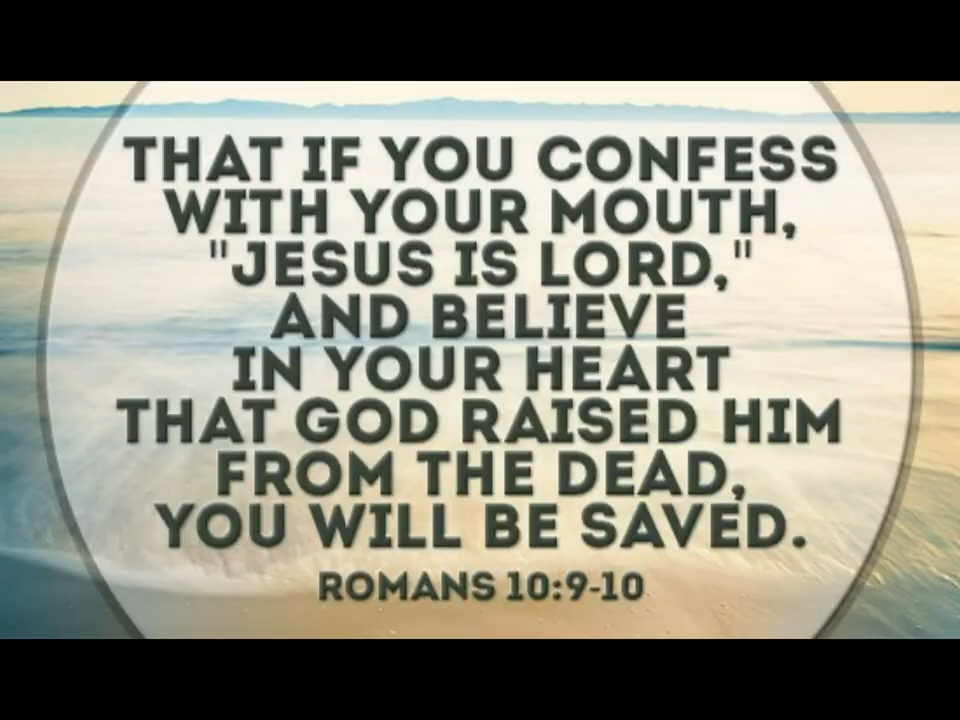 THAT IF YOU CONFESS
WITH YOUR MOUTH,
"JESUS IS LORD,"
AND BELIEVE
IN YOUR HEART
THAT GOD RAISED HIM
FROM THE DEAD,
YOU WILL BE SAVED.
ROMANS 10:9-10